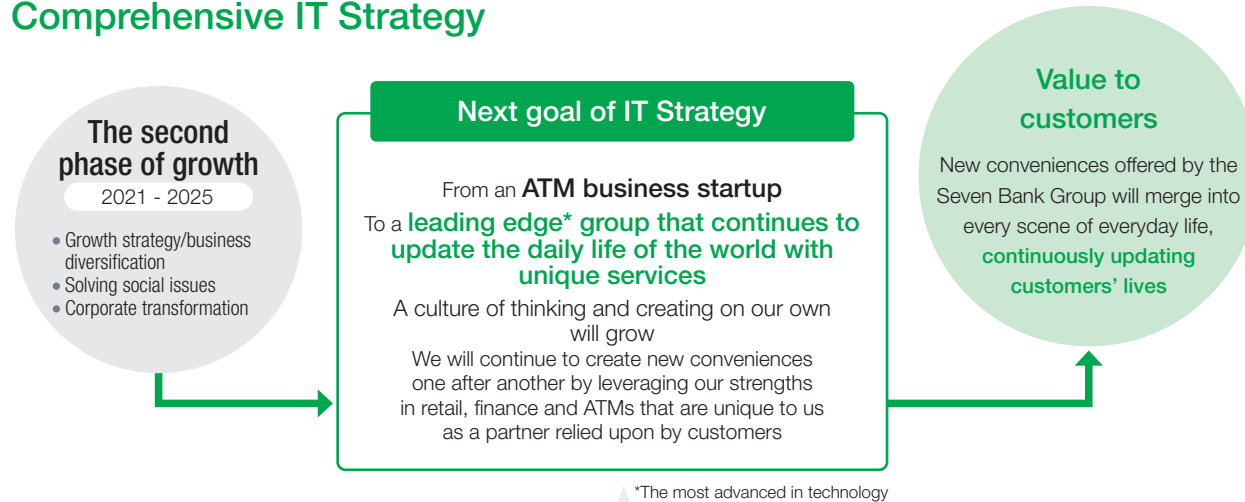 Comprehensive IT Strategy
The second
phase of growth
2021 - 2025
• Growth strategy/business
diversification
• Solving social issues
• Corporate transformation
Next goal of IT Strategy
From an ATM business startup
To a leading edge* group that continues to
update the daily life of the world with
unique services
A culture of thinking and creating on our own
will grow
We will continue to create new conveniences
one after another by leveraging our strengths
in retail, finance and ATMs that are unique to us
as a partner relied upon by customers
*The most advanced in technology
Value to
customers
New conveniences offered by the
Seven Bank Group will merge into
every scene of everyday life,
continuously updating
customers’ lives